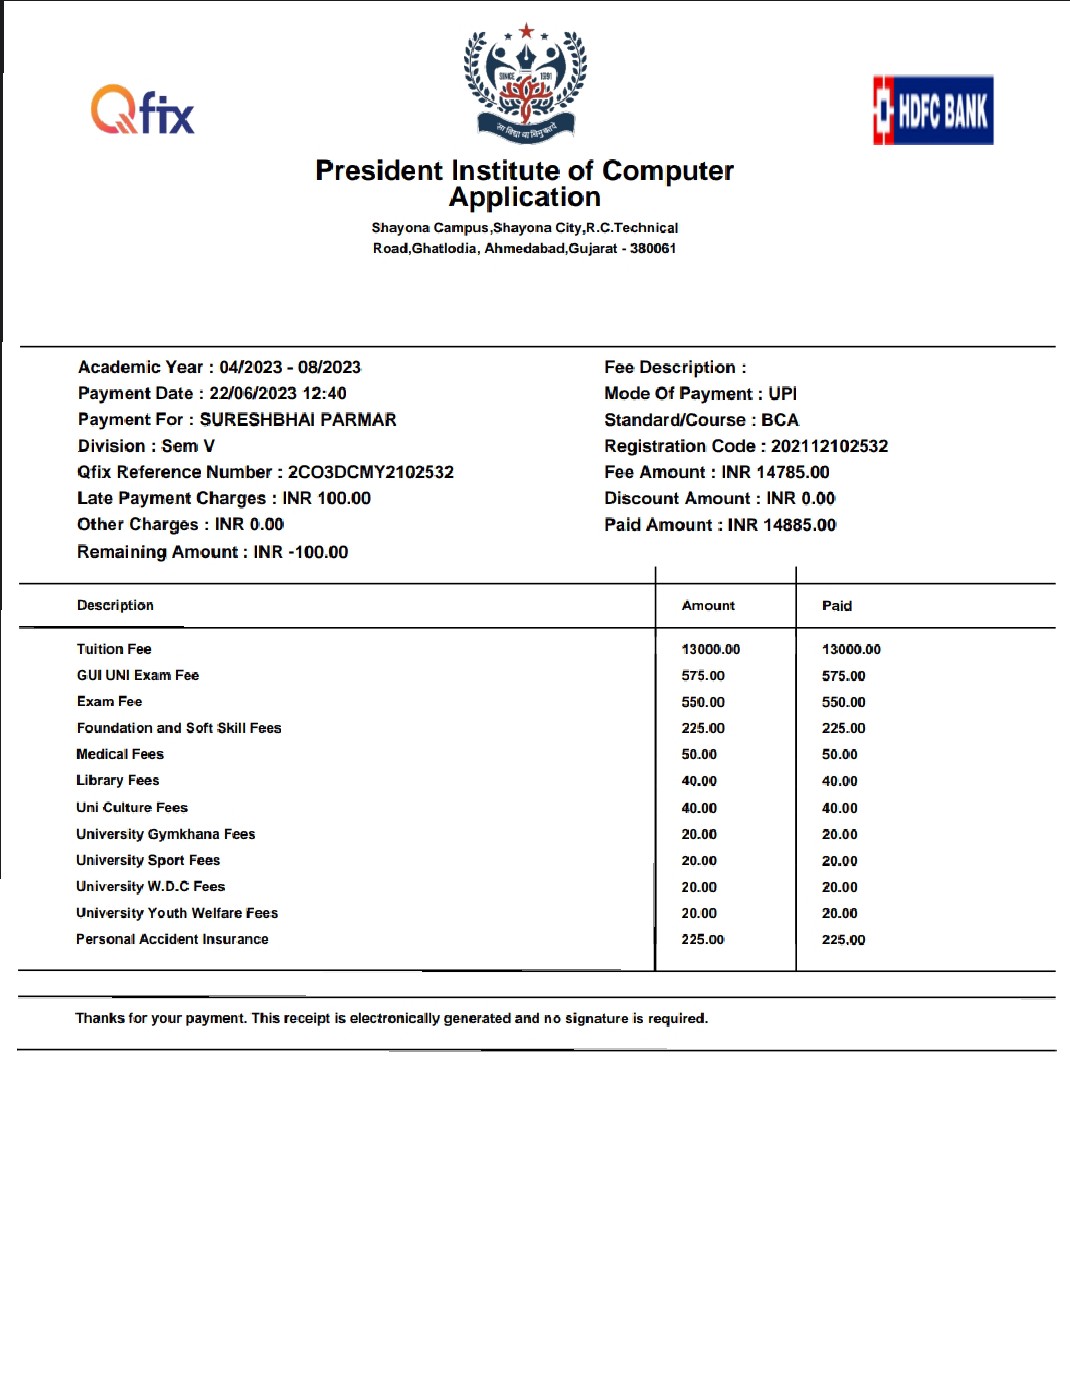 Qfix
SINCE 1991
सा विद्या या विमुक्तये
HDFC BANK
President Institute of Computer
Application
Shayona Campus,Shayona City,R.C.Technical
Road,Ghatlodia, Ahmedabad,Gujarat - 380061
Academic Year : 04/2023 - 08/2023
Fee Description :
Payment Date : 22/06/2023 12:40
Mode Of Payment : UPI
Payment For : SURESHBHAI PARMAR
Standard/Course : BCA
Division : Sem V
Registration Code : 202112102532
Qfix Reference Number : 2CO3DCMY2102532
Fee Amount : INR 14785.00
Late Payment Charges : INR 100.00
Discount Amount : INR 0.00
Other Charges : INR 0.00
Paid Amount : INR 14885.00
Remaining Amount : INR -100.00
Description Amount Paid
Tuition Fee 13000.00 13000.00
GUI UNI Exam Fee 575.00 575.00
Exam Fee 550.00 550.00
Foundation and Soft Skill Fees 225.00 225.00
Medical Fees 50.00 50.00
Library Fees 40.00 40.00
Uni Culture Fees 40.00 40.00
University Gymkhana Fees 20.00 20.00
University Sport Fees 20.00 20.00
University W.D.C Fees 20.00 20.00
University Youth Welfare Fees 20.00 20.00
Personal Accident Insurance 225.00 225.00
Thanks for your payment. This receipt is electronically generated and no signature is required.